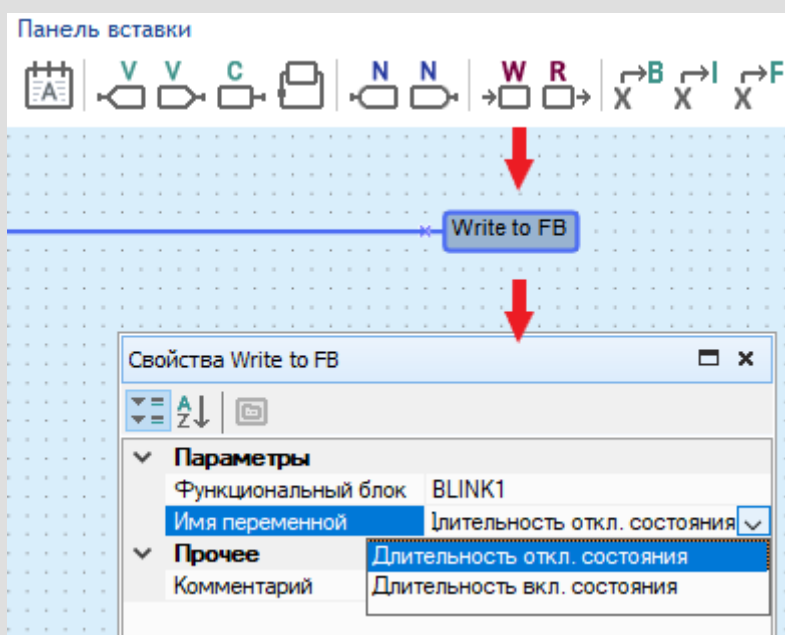 Панель вставки
A V V C N N W R X B X I X F
Write to FB
Свойства Write to FB
A Z
Параметры
Функциональный блок BLINK1
Имя переменной длительность откл. состояния
Прочее Длительность откл. состояния
Комментарий Длительность вкл. состояния